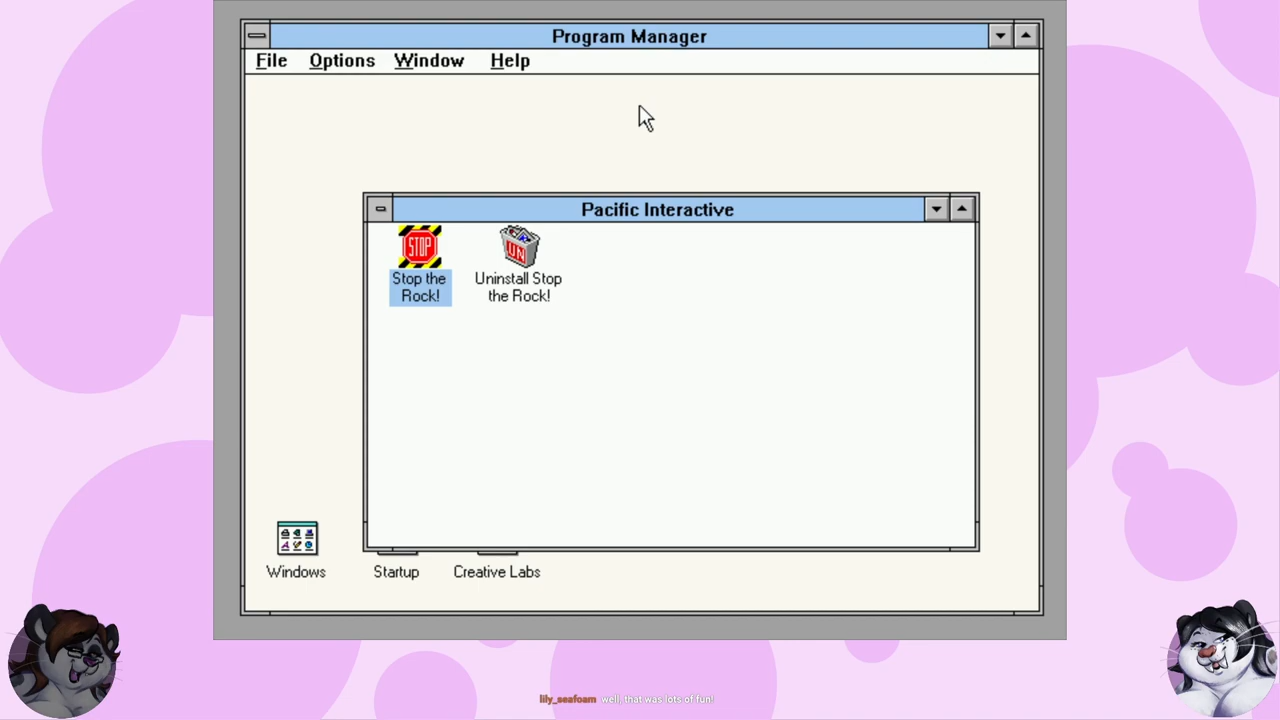 Program Manager
File Options Window Help
Pacific Interactive
STOP
UN
Stop the
Rock!
Uninstall Stop
the Rock!
Windows
Startup
Creative Labs
lily_seafoam well, that was lots of fun!